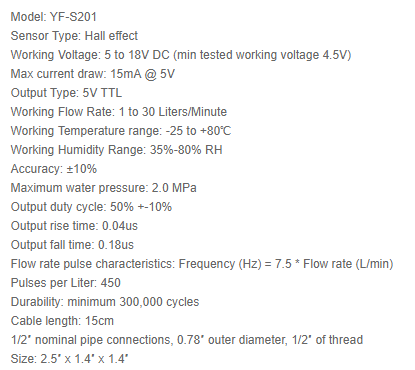 Model: YF-S201
Sensor Type: Hall effect
Working Voltage: 5 to 18V DC (min tested working voltage 4.5V)
Max current draw: 15mA @ 5V
Output Type: 5V TTL
Working Flow Rate: 1 to 30 Liters/Minute
Working Temperature range: -25 to +80℃
Working Humidity Range: 35%-80% RH
Accuracy: ±10%
Maximum water pressure: 2.0 MPa
Output duty cycle: 50% +-10%
Output rise time: 0.04us
Output fall time: 0.18us
Flow rate pulse characteristics: Frequency (Hz) = 7.5 * Flow rate (L/min)
Pulses per Liter: 450
Durability: minimum 300,000 cycles
Cable length: 15cm
1/2″ nominal pipe connections, 0.78″ outer diameter, 1/2″ of thread
Size: 2.5″ x 1.4″ x 1.4″